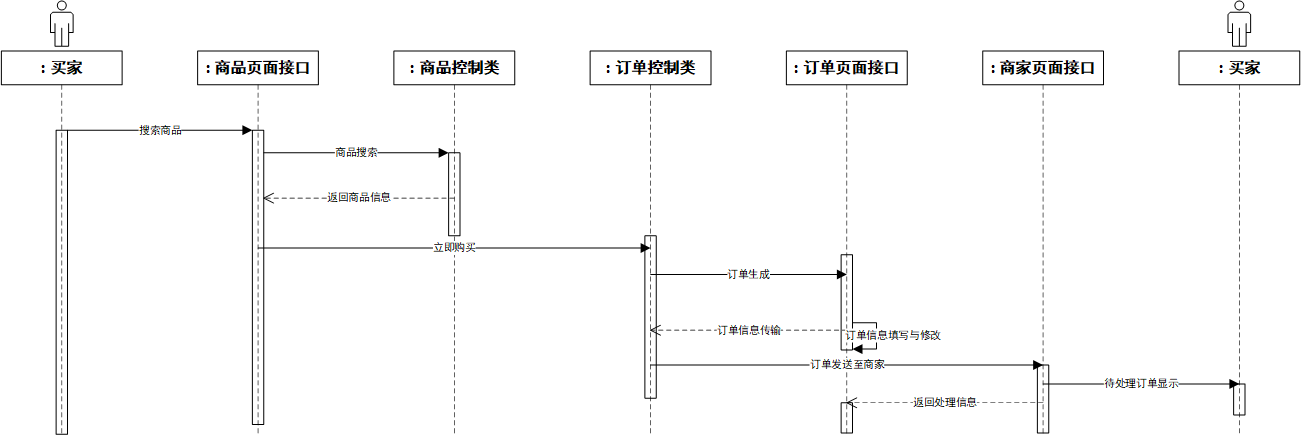 : 买家
: 商品页面接口
: 商品控制类
: 订单控制类
: 订单页面接口
: 商家页面接口
: 买家
搜索商品
商品搜索
返回商品信息
立即购买
订单生成
订单信息传输
订单信息填写与修改
订单发送至商家
待处理订单显示
返回处理信息